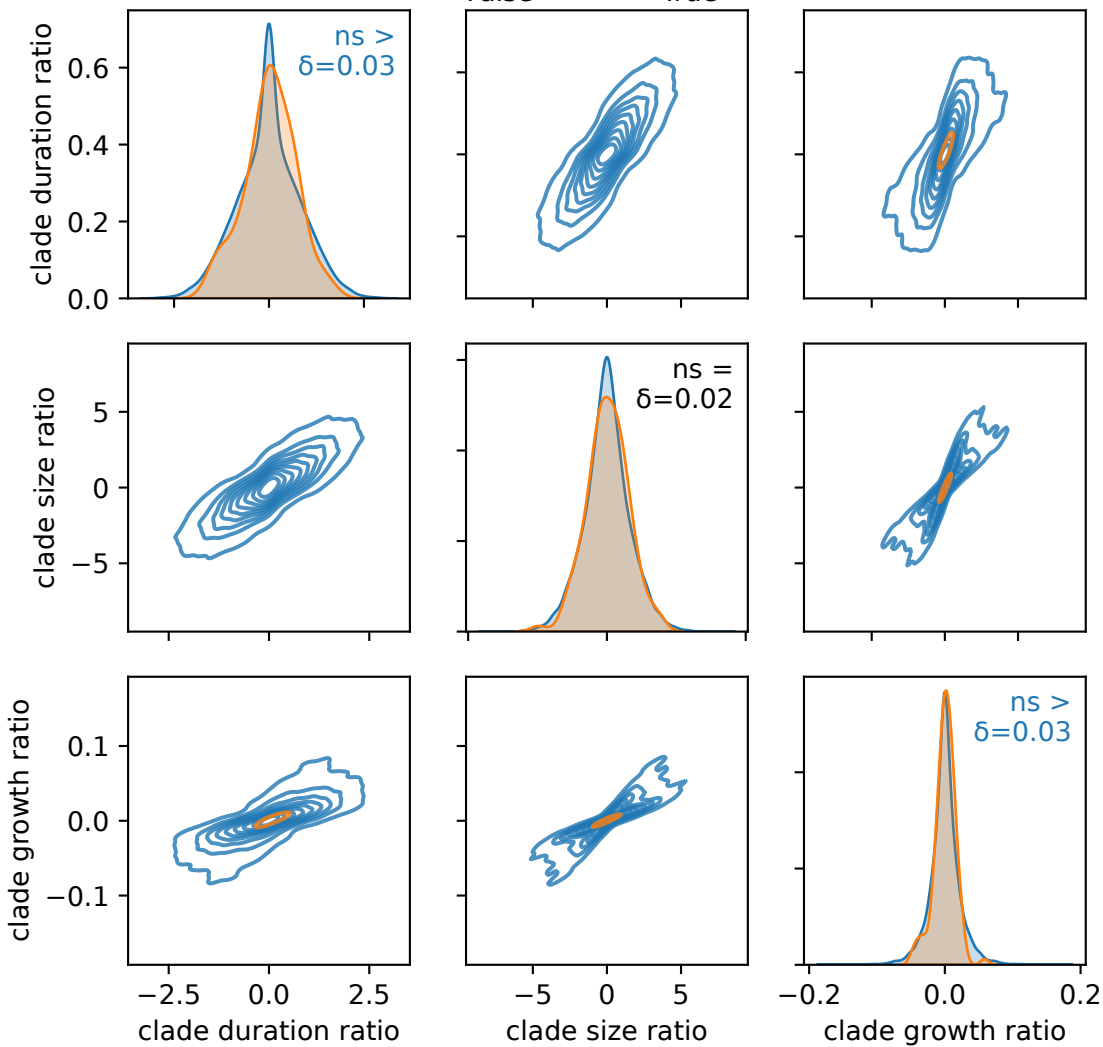 clade duration ratio
0.6
0.4
0.2
0.0
ns >
δ=0.03
clade size ratio
5
0
−5
ns =
δ=0.02
clade growth ratio
0.1
0.0
−0.1
ns >
δ=0.03
−2.5 0.0 2.5
clade duration ratio
−5 0 5
clade size ratio
−0.2 0.0 0.2
clade growth ratio